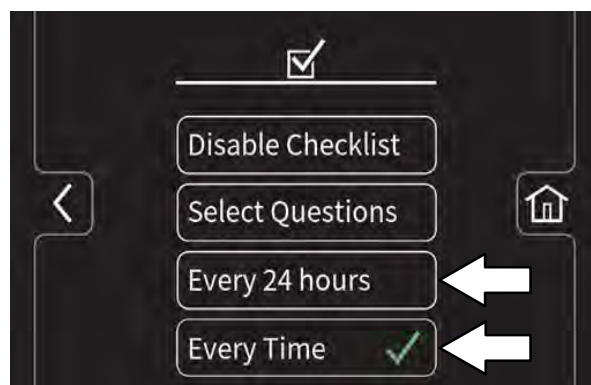 Disable Checklist
Select Questions
Every 24 hours
Every Time